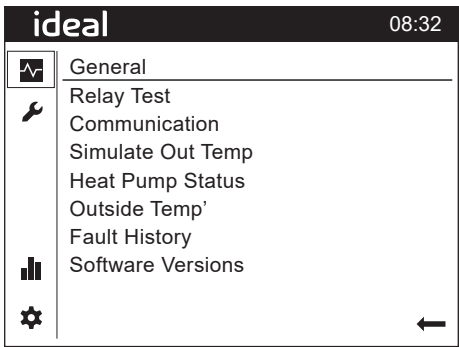 ideal 08:32
General
Relay Test
Communication
Simulate Out Temp
Heat Pump Status
Outside Temp'
Fault History
Software Versions